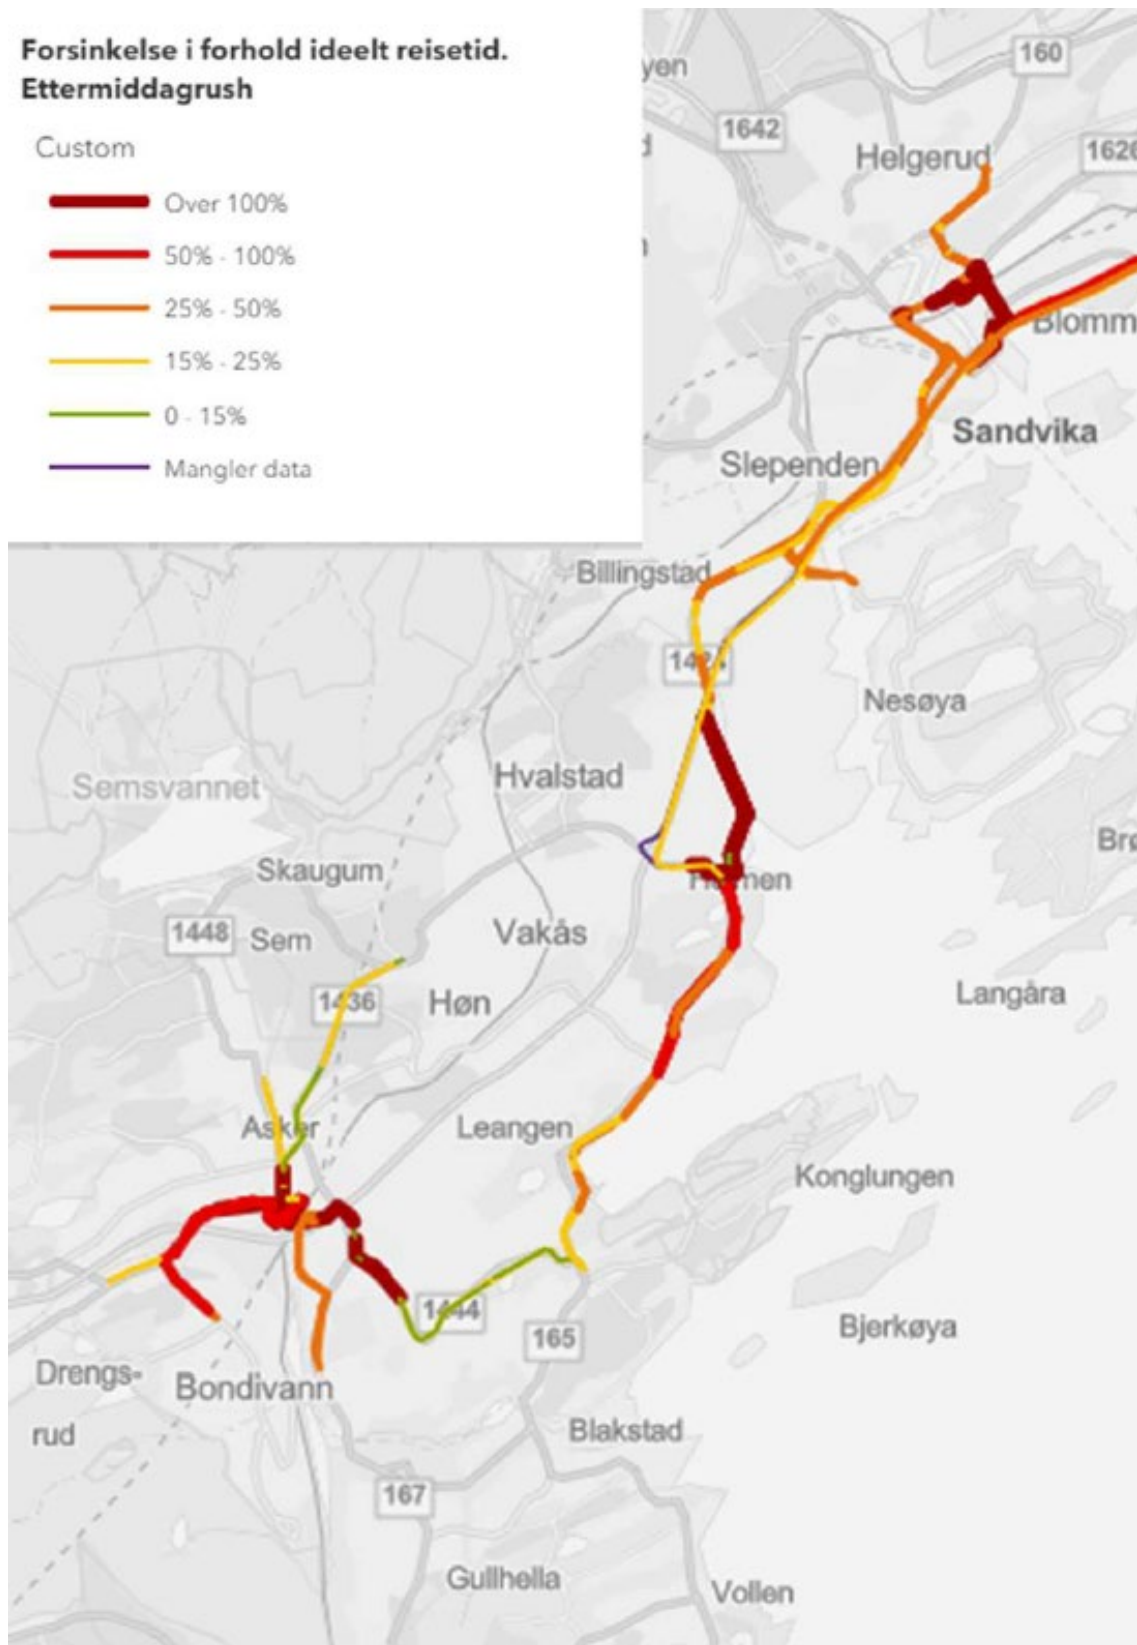 Forsinkelse i forhold ideelt reisetid.
Ettermiddagrush
Custom
Over 100%
50% - 100%
25% - 50%
15% - 25%
0 - 15%
Mangler data
yen
160
1642
Helgerud
Blomm
Sandvika
Slependen
Billingstad
Nesøya
Hvalstad
Semsvannet
Skaugum
1448
Sem
Vakås
1436
Høn
Langåra
Asker
Leangen
Konglungen
1444
165
Bjerkøya
Drengs-
rud
Bondivann
Blakstad
167
Gullhella
Vollen